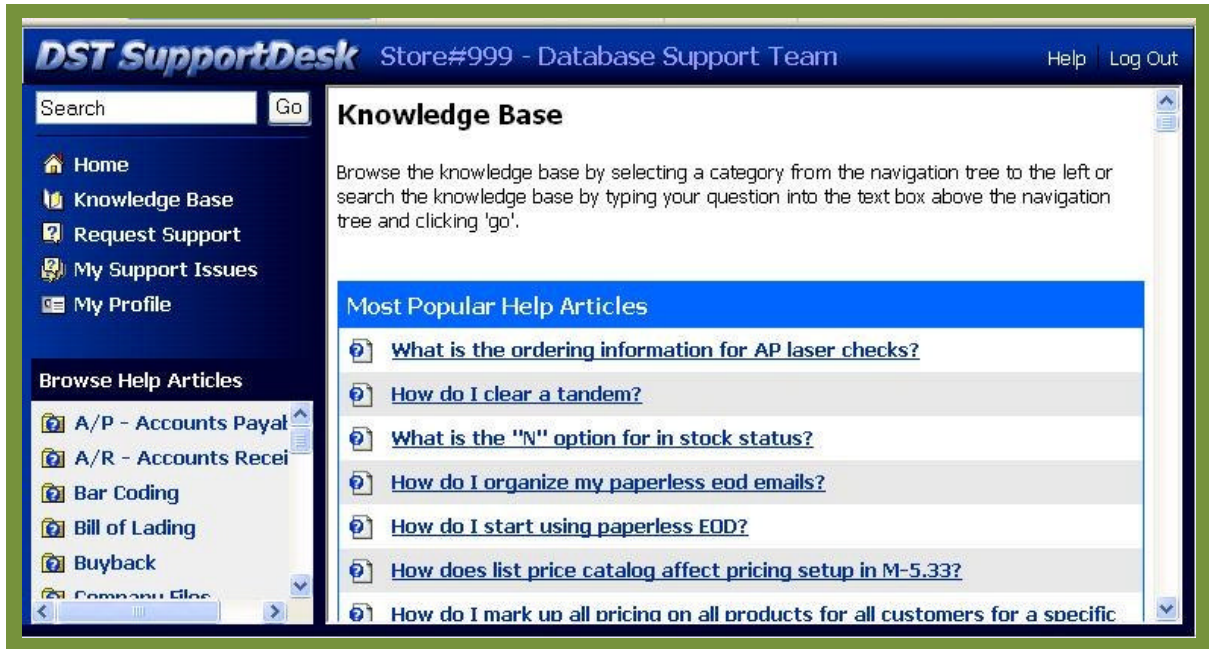 DST SupportDesk Store#999 - Database Support Team Help Log Out
Search Go
Home
Knowledge Base
Request Support
My Support Issues
My Profile
Browse Help Articles
A/P - Accounts Payab
A/R - Accounts Recei
Bar Coding
Bill of Lading
Buyback
Company Files
Knowledge Base
Browse the knowledge base by selecting a category from the navigation tree to the left or
search the knowledge base by typing your question into the text box above the navigation
tree and clicking 'go'.
Most Popular Help Articles
What is the ordering information for AP laser checks?
How do I clear a tandem?
What is the "N" option for in stock status?
How do I organize my paperless eod emails?
How do I start using paperless EOD?
How does list price catalog affect pricing setup in M-5.33?
How do I mark up all pricing on all products for all customers for a specific